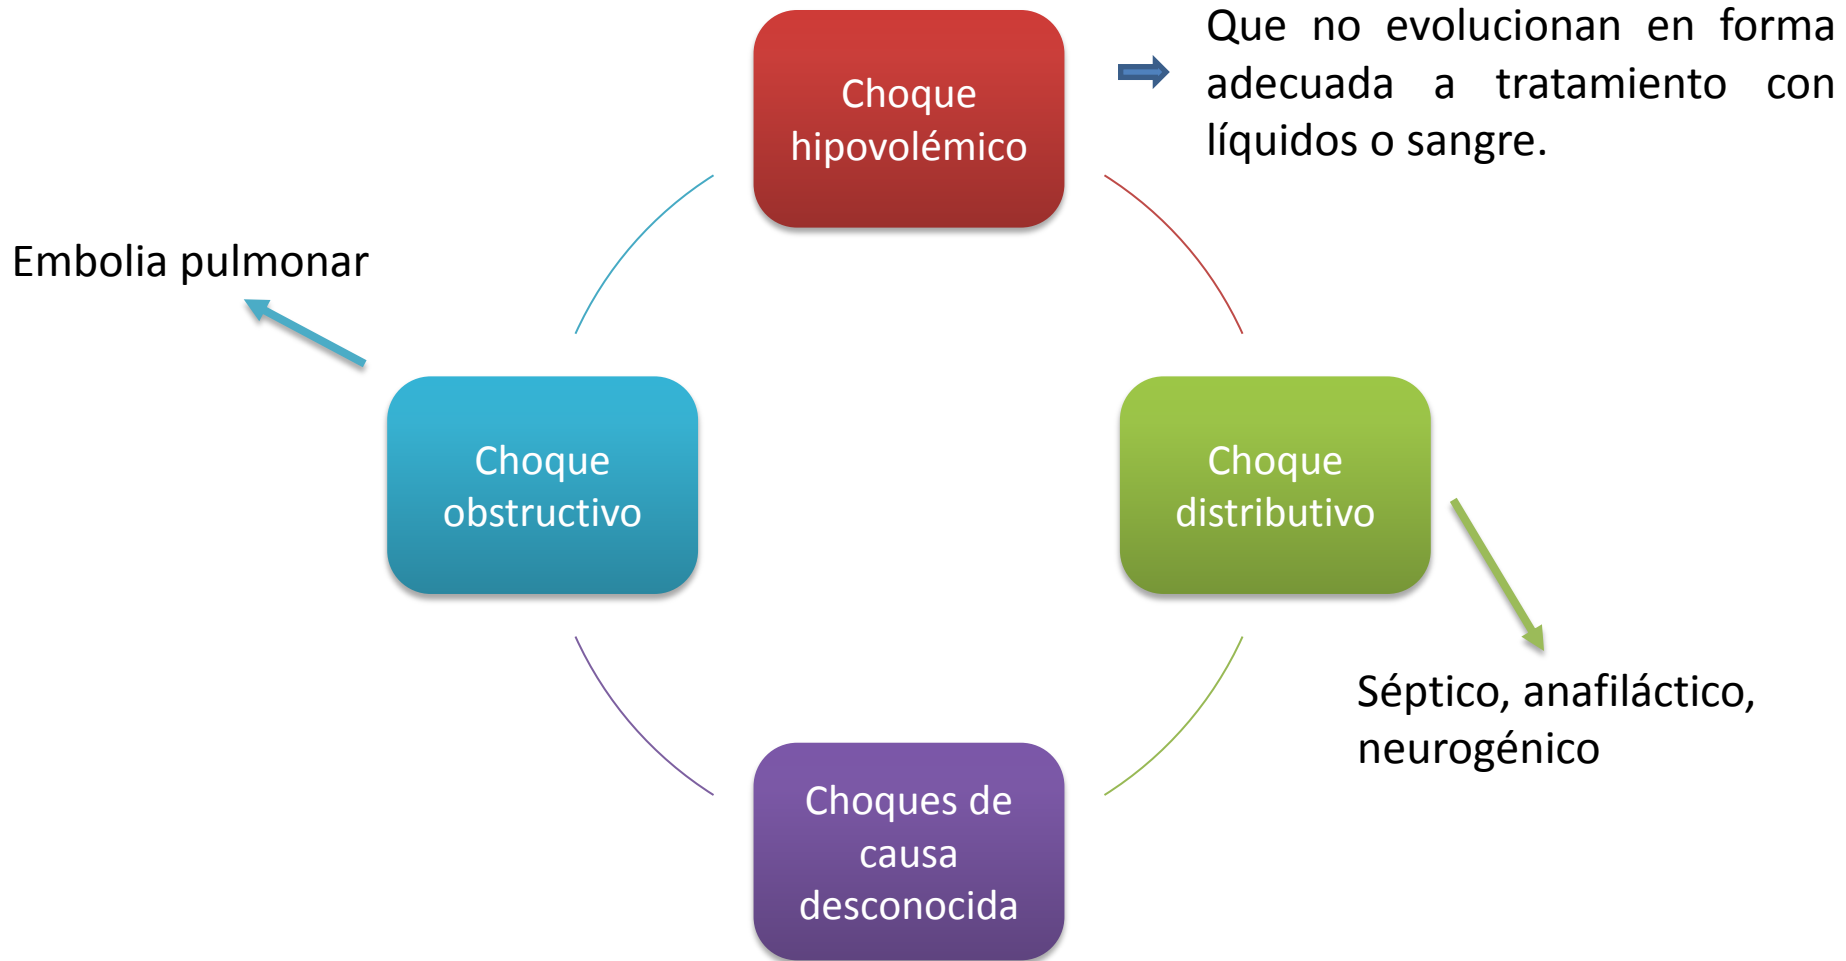 Choque
hipovolémico
Que no evolucionan en forma
adecuada a tratamiento con
líquidos o sangre.
Embolia pulmonar
Choque
obstructivo
Choque
distributivo
Séptico, anafiláctico,
neurogénico
Choques de
causa
desconocida